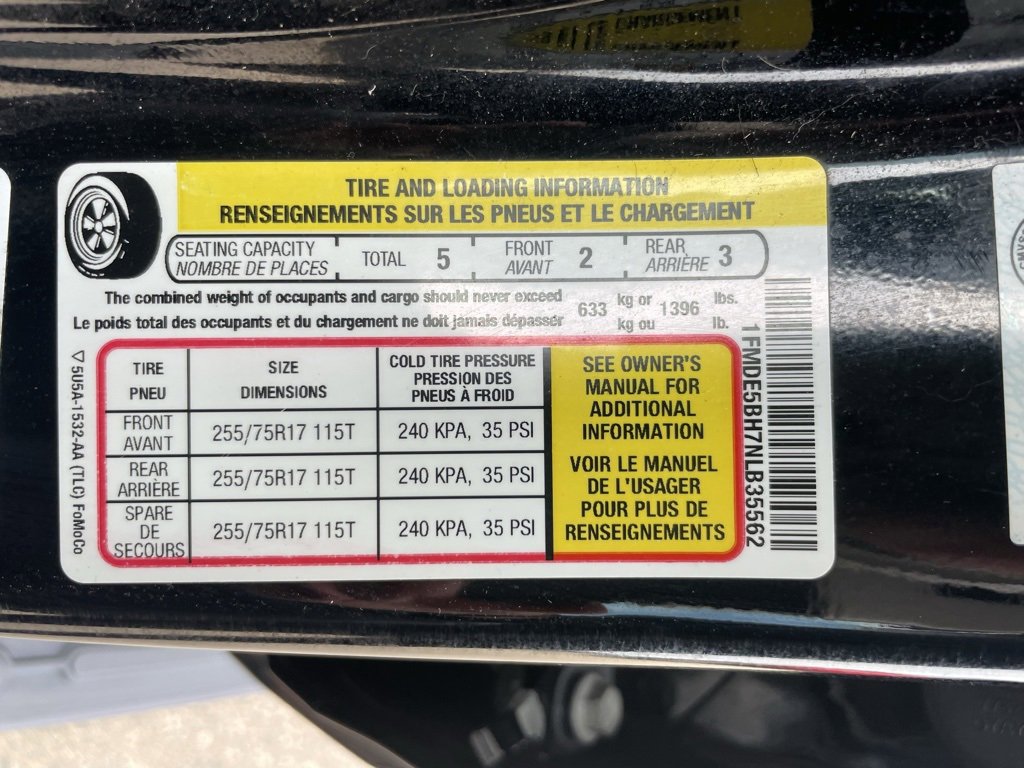 TIRE AND LOADING INFORMATION
RENSEIGNEMENTS SUR LES PNEUS ET LE CHARGEMENT
SEATING CAPACITY
NOMBRE DE PLACES
TOTAL 5
FRONT
AVANT
2
REAR
ARRIÈRE
3
The combined weight of occupants and cargo should never exceed
Le poids total des occupants et du chargement ne doit jamais dépasser
633
kg or
kg ou
1396
lbs.
lb.
TIRE
PNEU
SIZE
DIMENSIONS
COLD TIRE PRESSURE
PRESSION DES
PNEUS À FROID
FRONT
AVANT
255/75R17 115T
240 KPA, 35 PSI
REAR
ARRIÈRE
255/75R17 115T
240 KPA, 35 PSI
SPARE
DE
SECOURS
255/75R17 115T
240 KPA, 35 PSI
SEE OWNER'S
MANUAL FOR
ADDITIONAL
INFORMATION
VOIR LE MANUEL
DE L'USAGER
POUR PLUS DE
RENSEIGNEMENTS
5U5A-1532-AA (TLC) FoMoCo
1FMDE5BH7NLB35562